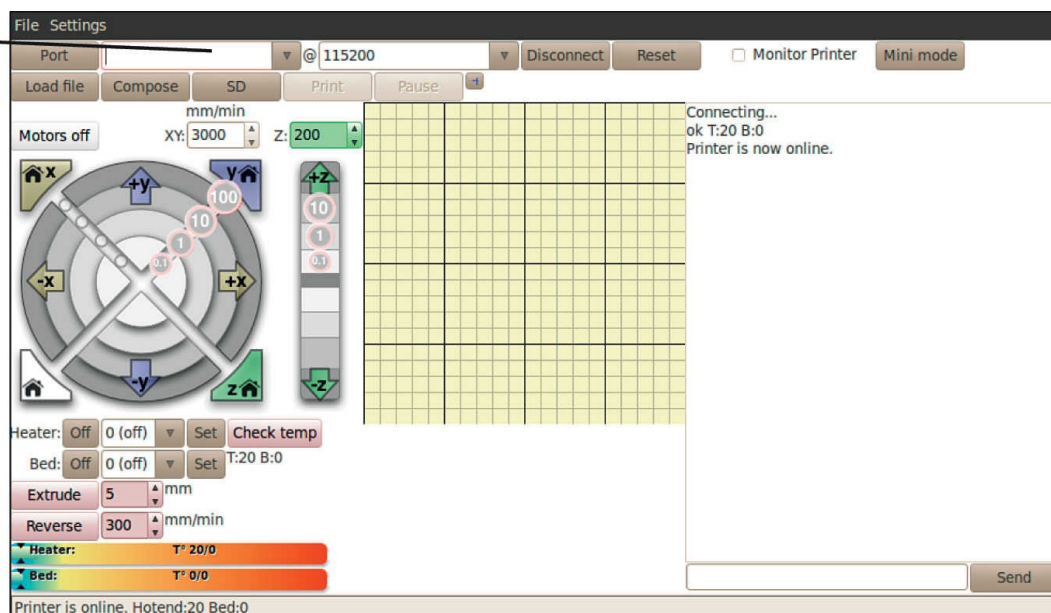 File Settings
Port @ 115200 Disconnect Reset Monitor Printer Mini mode
Load file Compose SD Print Pause
mm/min
Motors off XY: 3000 Z: 200
Connecting...
ok T:20 B:0
Printer is now online.
x +y y +z
100 10
10 1
1 0.1
0.1
-x +x
-y z -z
Heater: Off 0 (off) Set Check temp
Bed: Off 0 (off) Set T:20 B:0
Extrude 5 mm
Reverse 300 mm/min
Heater: T° 20/0
Bed: T° 0/0
Send
Printer is online. Hotend:20 Bed:0